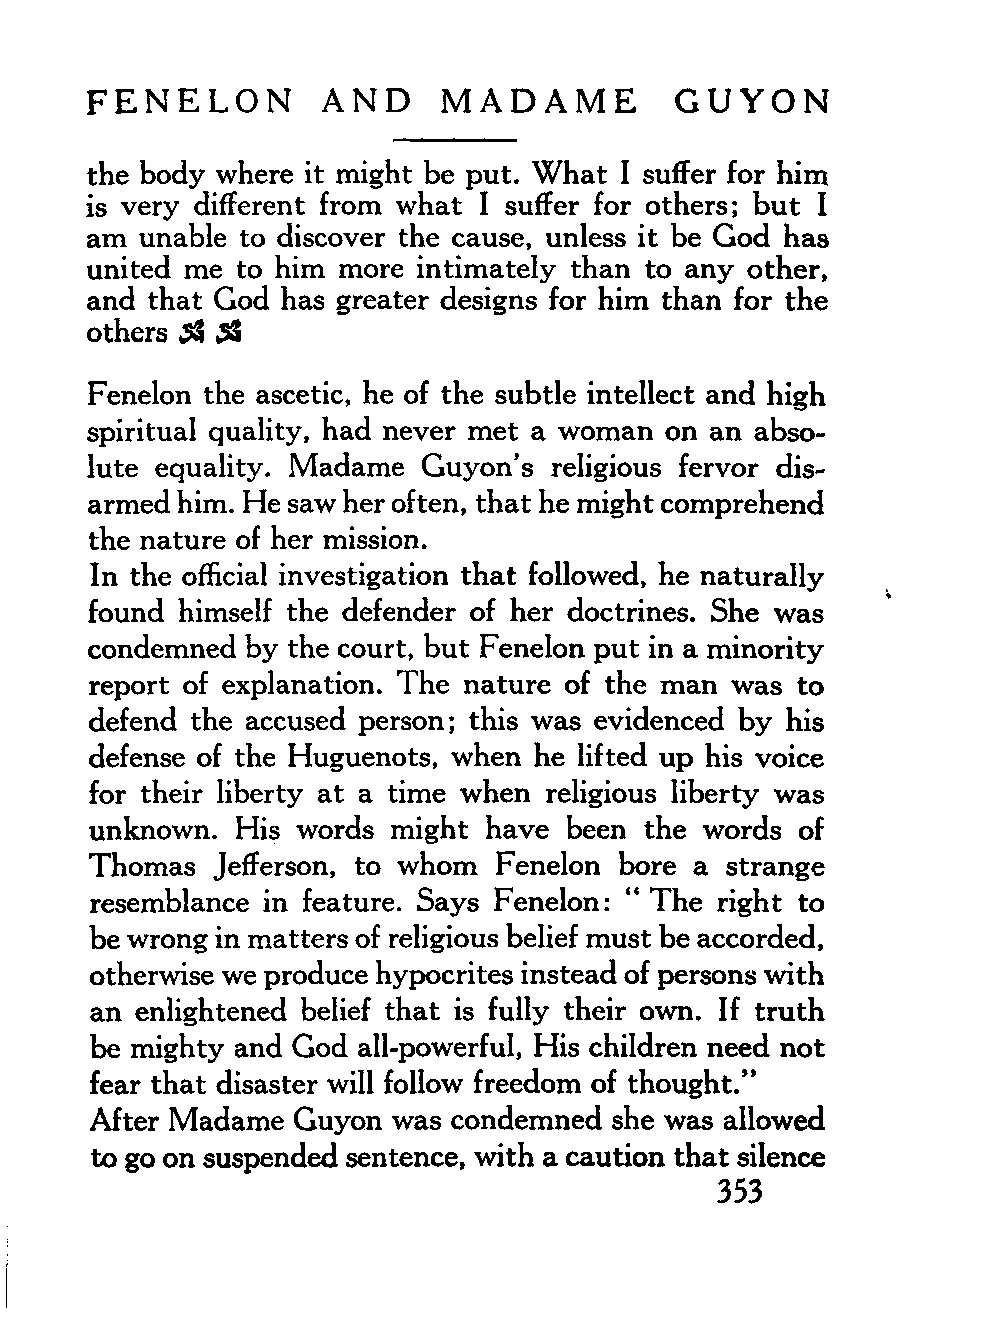 FENELON AND MADAME GUYON
the body where it might be put. What I suffer for him
is very different from what I suffer for others; but I
am unable to discover the cause, unless it be God has
united me to him more intimately than to any other,
and that God has greater designs for him than for the
others
Fenelon the ascetic, he of the subtle intellect and high
spiritual quality, had never met a woman on an abso-
lute equality. Madame Guyon's religious fervor dis-
armed him. He saw her often, that he might comprehend
the nature of her mission.
In the official investigation that followed, he naturally
found himself the defender of her doctrines. She was
condemned by the court, but Fenelon put in a minority
report of explanation. The nature of the man was to
defend the accused person; this was evidenced by his
defense of the Huguenots, when he lifted up his voice
for their liberty at a time when religious liberty was
unknown. His words might have been the words of
Thomas Jefferson, to whom Fenelon bore a strange
resemblance in feature. Says Fenelon: " The right to
be wrong in matters of religious belief must be accorded,
otherwise we produce hypocrites instead of persons with
an enlightened belief that is fully their own. If truth
be mighty and God all-powerful, His children need not
fear that disaster will follow freedom of thought."
After Madame Guyon was condemned she was allowed
to go on suspended sentence, with a caution that silence
353